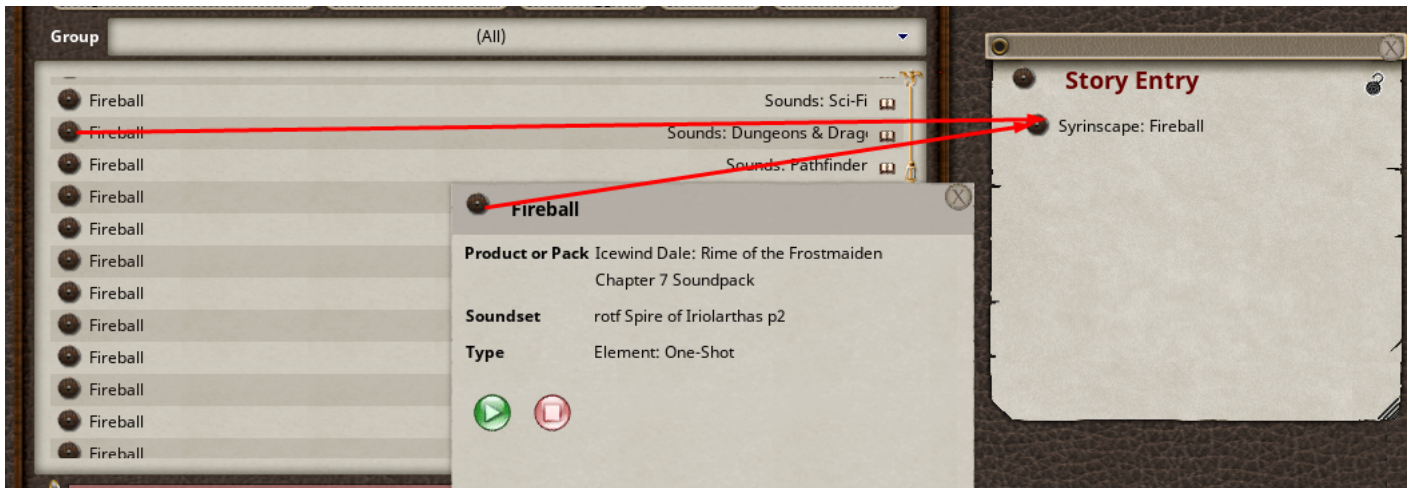 Group
(All)
Fireball Sounds: Sci-Fi
Fireball Sounds: Dungeons & Drag
Fireball Sounds: Pathfinder
Fireball
Fireball
Fireball
Fireball
Fireball
Fireball
Fireball
Fireball
Fireball
Fireball
Product or Pack Icewind Dale: Rime of the Frostmaiden
Chapter 7 Soundpack
Soundset rotf Spire of Iriolarthas p2
Type Element: One-Shot
X
Story Entry
Syrinscape: Fireball
X